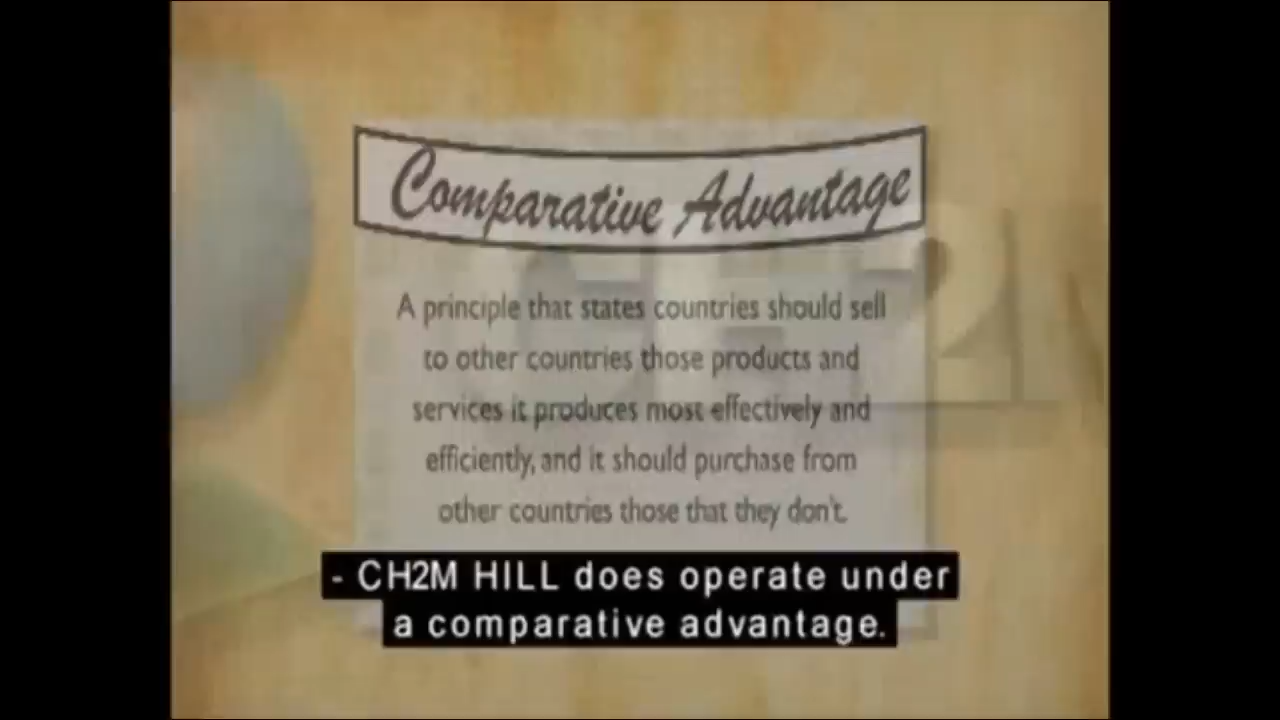 Comparative Advantage
A principle that states countries should sell
to other countries those products and
services it produces most effectively and
efficiently, and it should purchase from
other countries those that they don't.
- CH2M HILL does operate under
a comparative advantage.